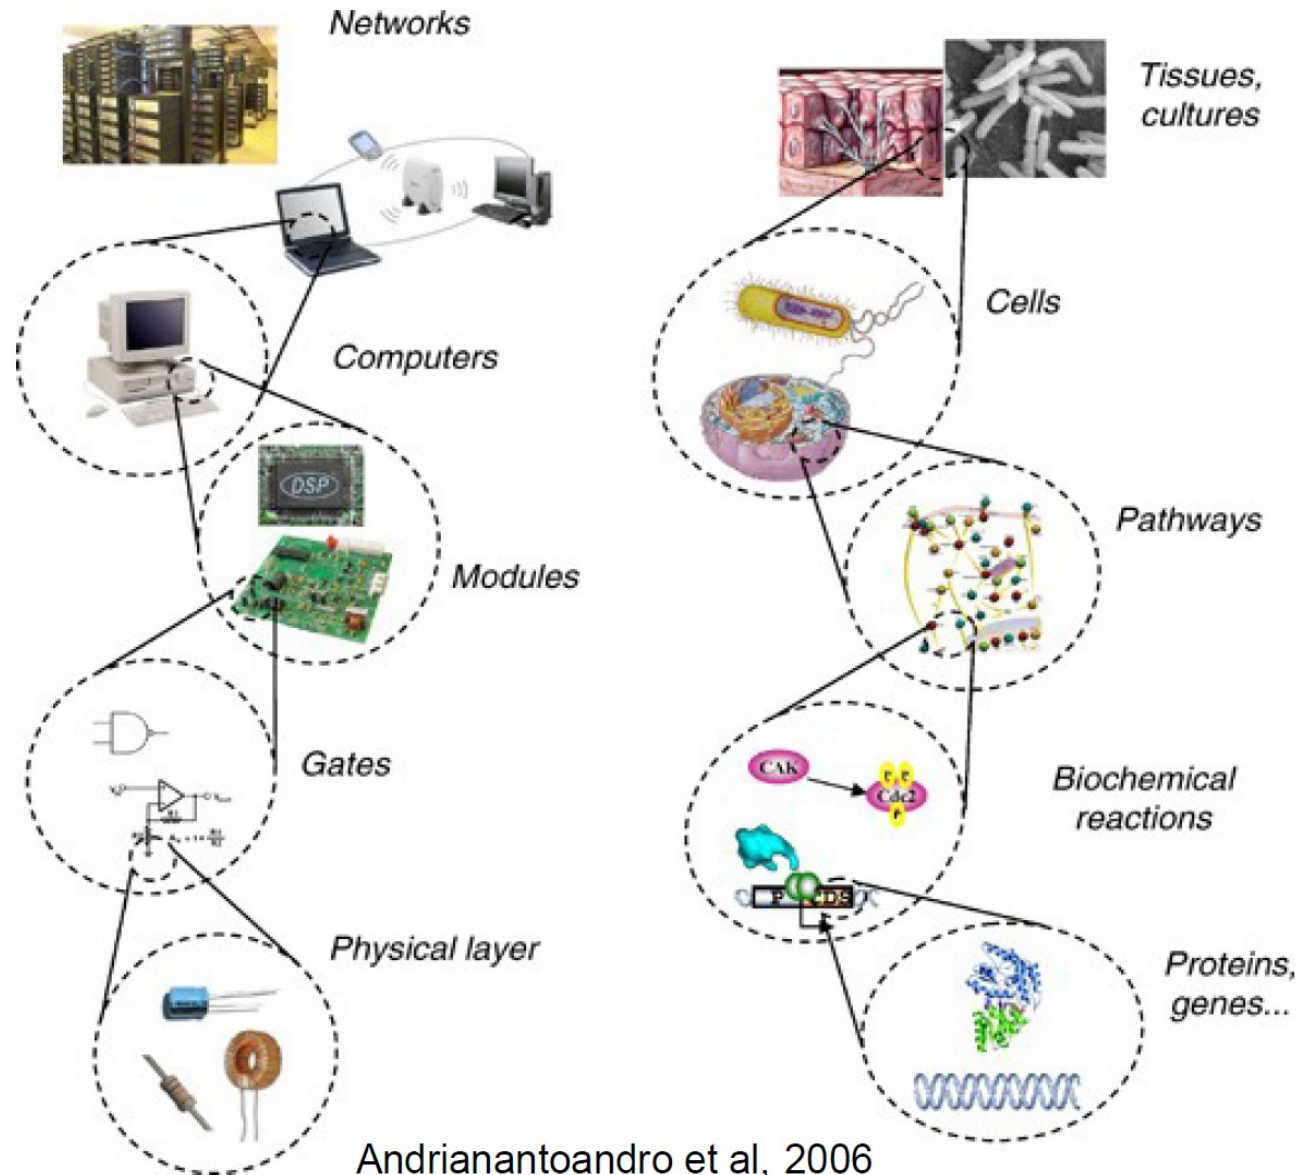 Networks
Computers
DSP
Modules
Gates
Physical layer
Tissues,
cultures
Cells
Pathways
Biochemical
reactions
CAK
P P
Cdc2
P
Proteins,
genes...
Andrianantoandro et al, 2006